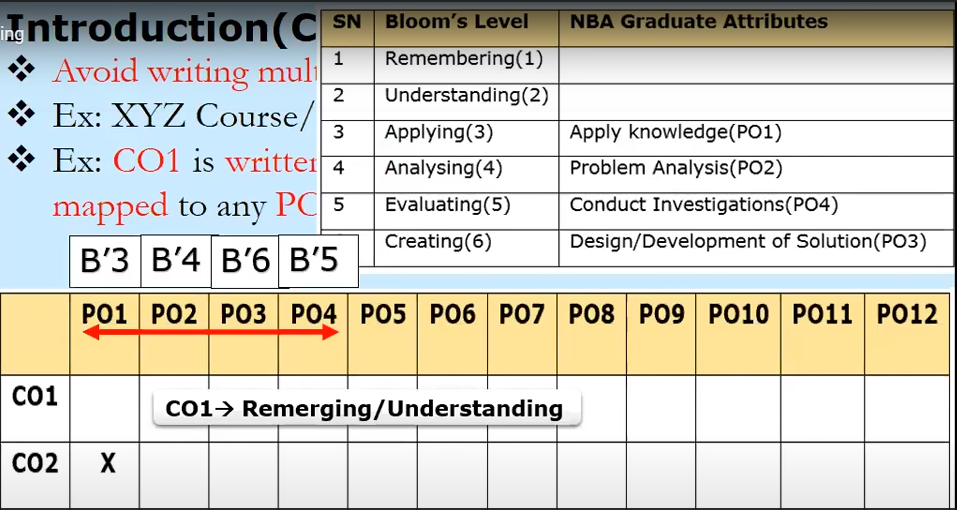 ing
Introduction(C
Avoid writing mul
Ex: XYZ Course/
Ex: CO1 is written
mapped to any PO
SN Bloom’s Level NBA Graduate Attributes
1 Remembering(1)
2 Understanding(2)
3 Applying(3) Apply knowledge(PO1)
4 Analysing(4) Problem Analysis(PO2)
5 Evaluating(5) Conduct Investigations(PO4)
Creating(6) Design/Development of Solution(PO3)
B’3 B’4 B’6 B’5
PO1 PO2 PO3 PO4 PO5 PO6 PO7 PO8 PO9 PO10 PO11 PO12
CO1
CO1→ Remerging/Understanding
CO2 X